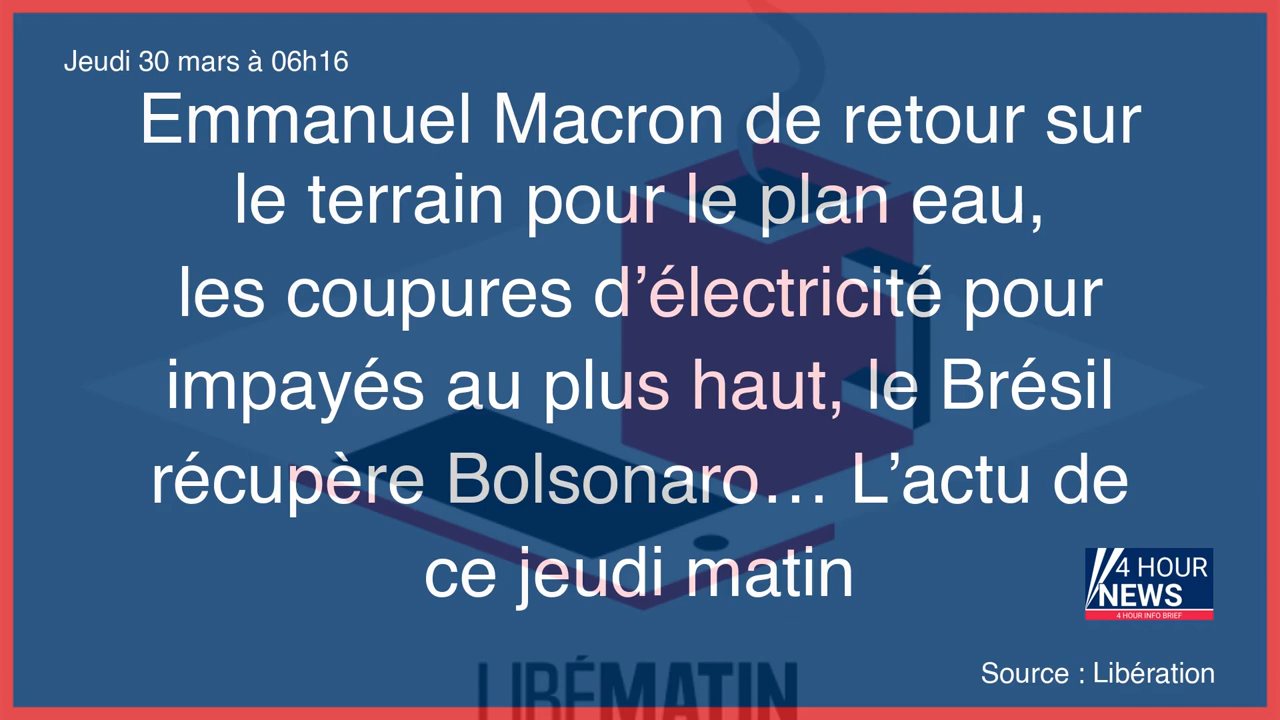 Jeudi 30 mars à 06h16
Emmanuel Macron de retour sur
le terrain pour le plan eau,
les coupures d’électricité pour
impayés au plus haut, le Brésil
récupère Bolsonaro… L’actu de
ce jeudi matin
4 HOUR
NEWS
4 HOUR INFO BRIEF
Source : Libération
LIBÉMATIN